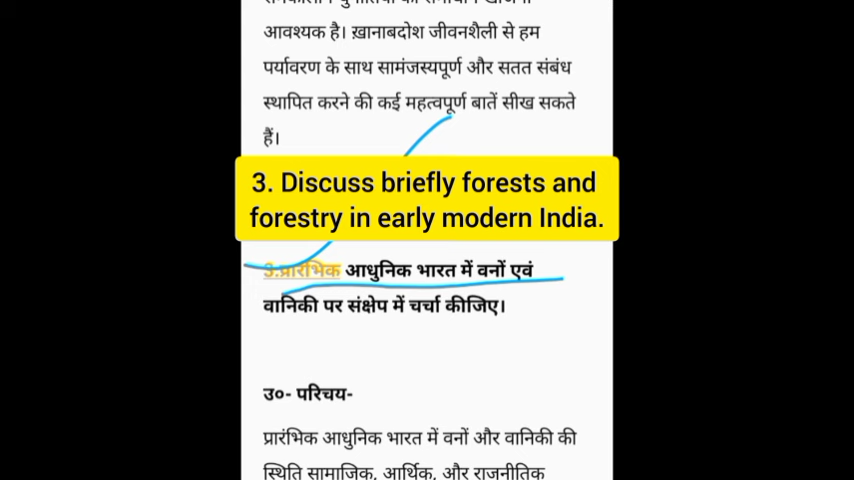 आवश्यक है। ख़ानाबदोश जीवनशैली से हम
पर्यावरण के साथ सामंजस्यपूर्ण और सतत संबंध
स्थापित करने की कई महत्वपूर्ण बातें सीख सकते
हैं।
3. Discuss briefly forests and
forestry in early modern India.
3.प्रारंभिक आधुनिक भारत में वनों एवं
वानिकी पर संक्षेप में चर्चा कीजिए।
उ०- परिचय-
प्रारंभिक आधुनिक भारत में वनों और वानिकी की
स्थिति सामाजिक, आर्थिक, और राजनीतिक